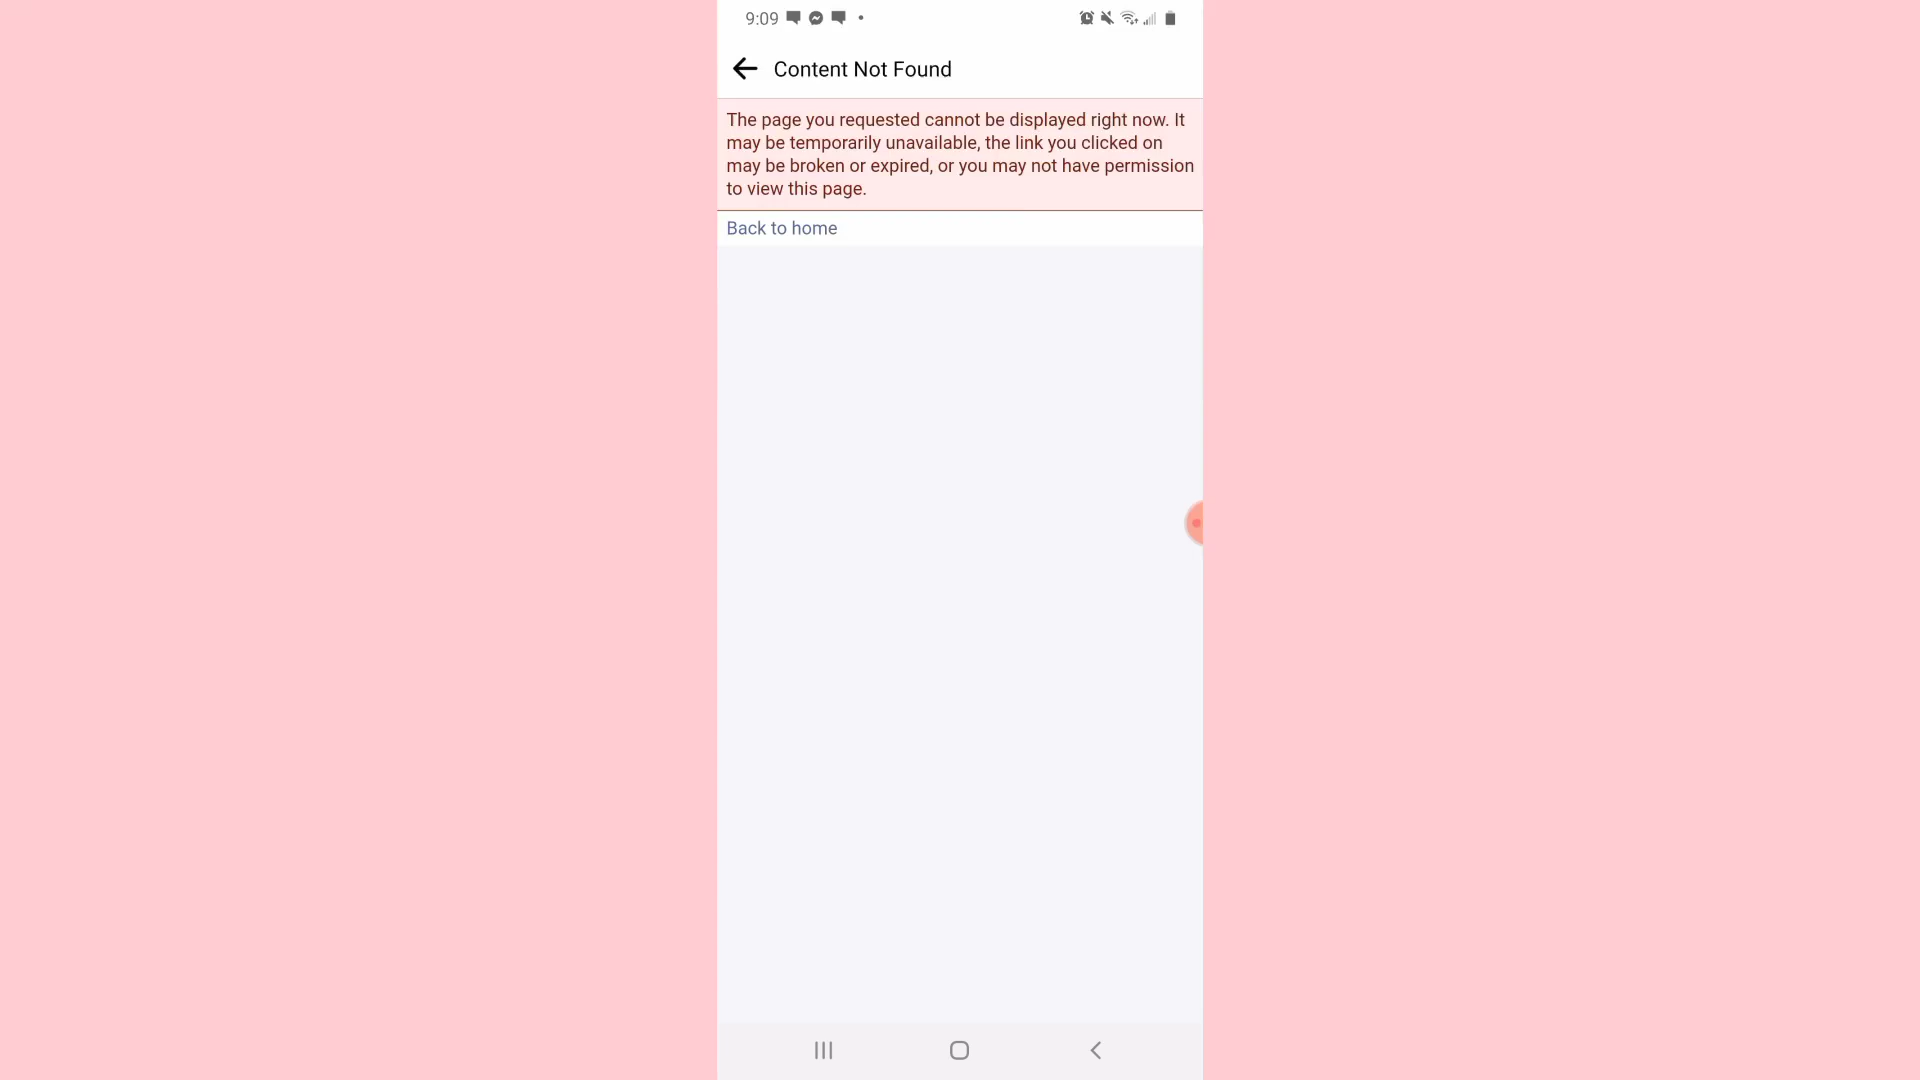 9:09
Content Not Found
The page you requested cannot be displayed right now. It
may be temporarily unavailable, the link you clicked on
may be broken or expired, or you may not have permission
to view this page.
Back to home